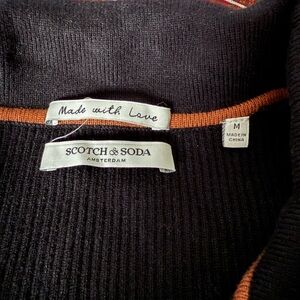 Made with Love
SCOTCH & SODA
AMSTERDAM
M
MADE IN
CHINA